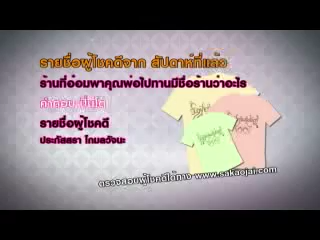 รายชื่อผู้โชคดีจาก สัปดาห์ที่แล้ว
ร้านที่อ๋อมพาคุณพ่อไปทานมีชื่อร้านว่าอะไร
คำตอบ ปิ่นโต
รายชื่อผู้โชคดี
ประภัสสรา โกมลวัจนะ
ตรวจสอบผู้โชคดีได้ทาง www.sakaojai.com